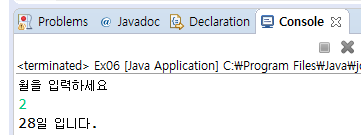 Problems @ Javadoc Declaration Console
<terminated> Ex06 [Java Application] C:₩Program Files₩Java₩j
월을 입력하세요
2
28일 입니다.